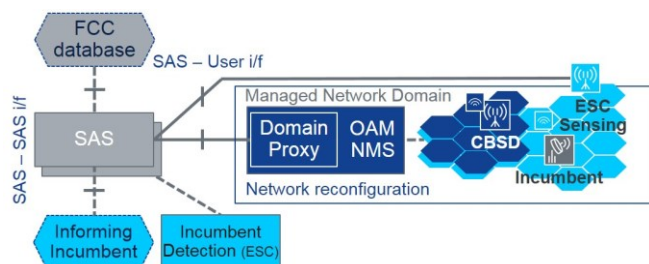 FCC
database
SAS – User i/f
SAS – SAS i/f
SAS
Managed Network Domain
Domain
Proxy
OAM
NMS
Network reconfiguration
CBSD
ESC
Sensing
Incumbent
Informing
Incumbent
Incumbent
Detection (ESC)